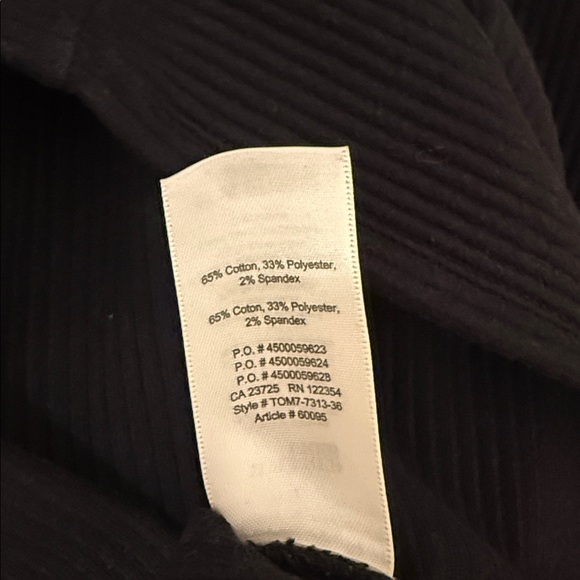 65% Cotton, 33% Polyester,
2% Spandex
65% Coton, 33% Polyester,
2% Spandex
P.O. # 4500059623
P.O. # 4500059624
P.O. # 4500059628
CA 23725 RN 122354
Style # TOM7-7313-36
Article # 60095